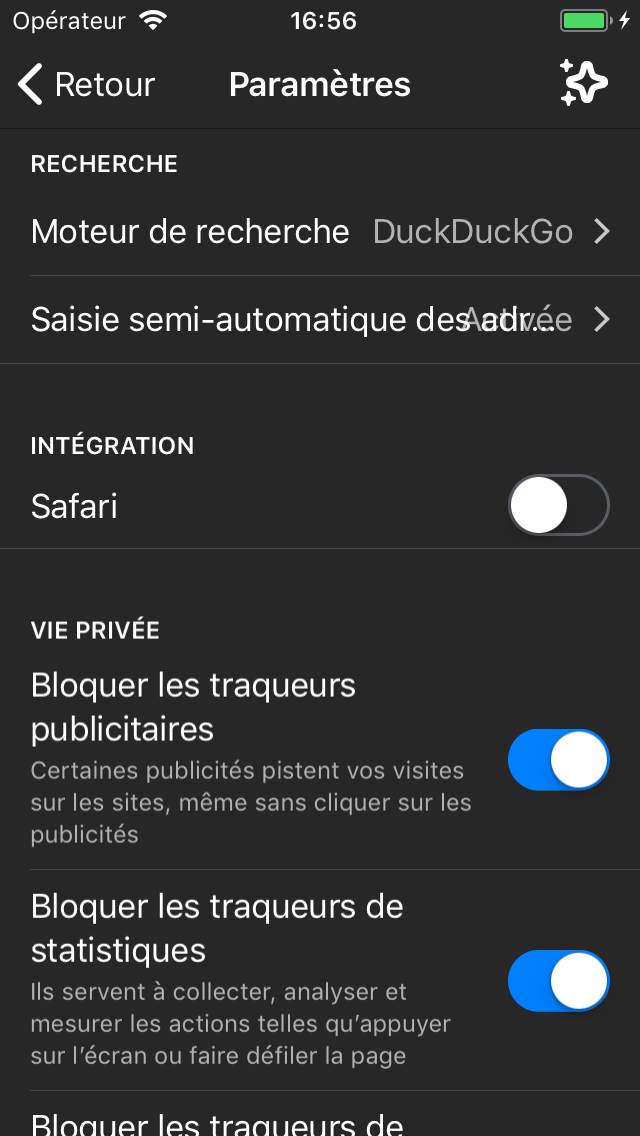 Opérateur 16:56
Retour Paramètres
RECHERCHE
Moteur de recherche DuckDuckGo
Saisie semi-automatique des adr... Activée
INTÉGRATION
Safari
VIE PRIVÉE
Bloquer les traqueurs
publicitaires
Certaines publicités pistent vos visites
sur les sites, même sans cliquer sur les
publicités
Bloquer les traqueurs de
statistiques
Ils servent à collecter, analyser et
mesurer les actions telles qu’appuyer
sur l’écran ou faire défiler la page
Bloquer les traqueurs de